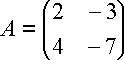 A = ( 2 -3
4 -7 )